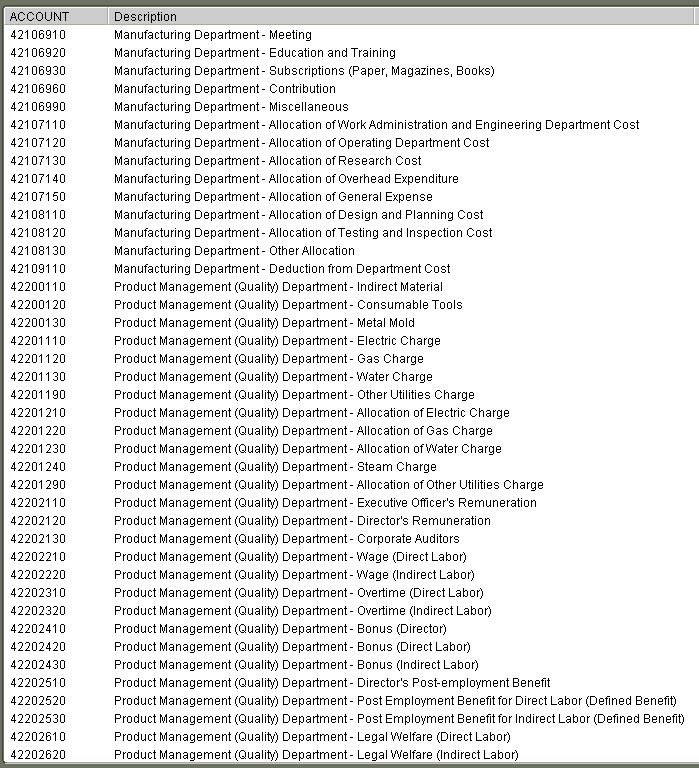 ACCOUNT Description
42106910 Manufacturing Department - Meeting
42106920 Manufacturing Department - Education and Training
42106930 Manufacturing Department - Subscriptions (Paper, Magazines, Books)
42106960 Manufacturing Department - Contribution
42106990 Manufacturing Department - Miscellaneous
42107110 Manufacturing Department - Allocation of Work Administration and Engineering Department Cost
42107120 Manufacturing Department - Allocation of Operating Department Cost
42107130 Manufacturing Department - Allocation of Research Cost
42107140 Manufacturing Department - Allocation of Overhead Expenditure
42107150 Manufacturing Department - Allocation of General Expense
42108110 Manufacturing Department - Allocation of Design and Planning Cost
42108120 Manufacturing Department - Allocation of Testing and Inspection Cost
42108130 Manufacturing Department - Other Allocation
42109110 Manufacturing Department - Deduction from Department Cost
42200110 Product Management (Quality) Department - Indirect Material
42200120 Product Management (Quality) Department - Consumable Tools
42200130 Product Management (Quality) Department - Metal Mold
42201110 Product Management (Quality) Department - Electric Charge
42201120 Product Management (Quality) Department - Gas Charge
42201130 Product Management (Quality) Department - Water Charge
42201190 Product Management (Quality) Department - Other Utilities Charge
42201210 Product Management (Quality) Department - Allocation of Electric Charge
42201220 Product Management (Quality) Department - Allocation of Gas Charge
42201230 Product Management (Quality) Department - Allocation of Water Charge
42201240 Product Management (Quality) Department - Steam Charge
42201290 Product Management (Quality) Department - Allocation of Other Utilities Charge
42202110 Product Management (Quality) Department - Executive Officer's Remuneration
42202120 Product Management (Quality) Department - Director's Remuneration
42202130 Product Management (Quality) Department - Corporate Auditors
42202210 Product Management (Quality) Department - Wage (Direct Labor)
42202220 Product Management (Quality) Department - Wage (Indirect Labor)
42202310 Product Management (Quality) Department - Overtime (Direct Labor)
42202320 Product Management (Quality) Department - Overtime (Indirect Labor)
42202410 Product Management (Quality) Department - Bonus (Director)
42202420 Product Management (Quality) Department - Bonus (Direct Labor)
42202430 Product Management (Quality) Department - Bonus (Indirect Labor)
42202510 Product Management (Quality) Department - Director's Post-employment Benefit
42202520 Product Management (Quality) Department - Post Employment Benefit for Direct Labor (Defined Benefit)
42202530 Product Management (Quality) Department - Post Employment Benefit for Indirect Labor (Defined Benefit)
42202610 Product Management (Quality) Department - Legal Welfare (Direct Labor)
42202620 Product Management (Quality) Department - Legal Welfare (Indirect Labor)